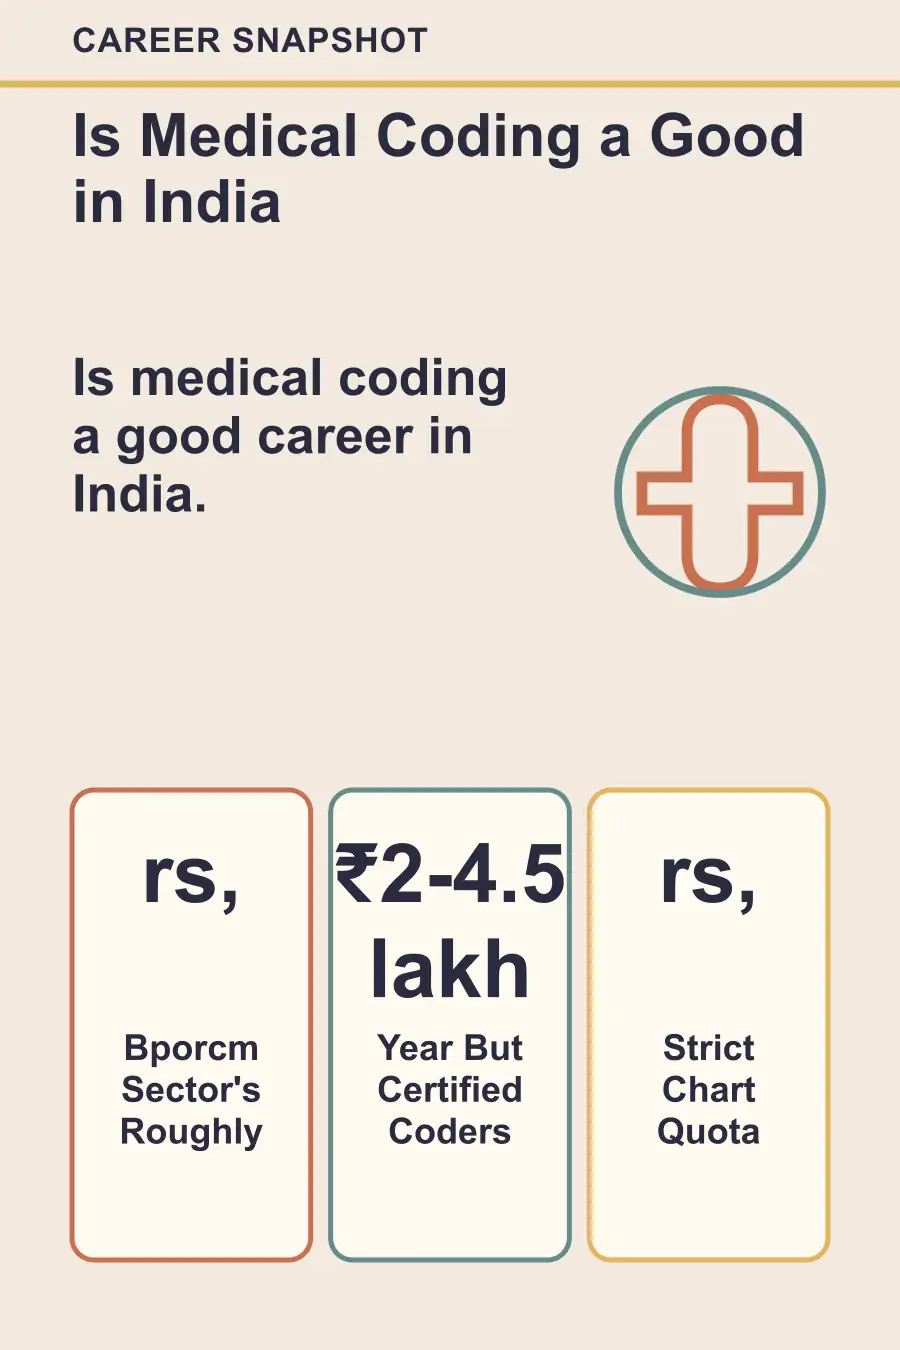 CAREER SNAPSHOT
Is Medical Coding a Good
in India
Is medical coding
a good career in
India.
rs,
Bporcm
Sector's
Roughly
₹2-4.5
lakh
Year But
Certified
Coders
rs,
Strict
Chart
Quota